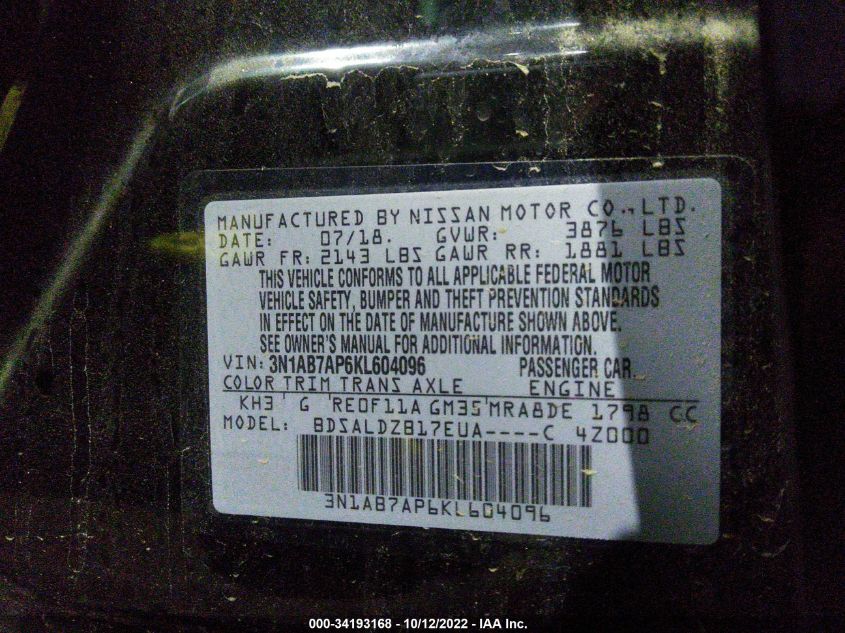 MANUFACTURED BY NISSAN MOTOR CO., LTD.
DATE: 07/18. GVWR: 3876 LBS
GAWR FR: 2143 LBS GAWR RR: 1881 LBS
THIS VEHICLE CONFORMS TO ALL APPLICABLE FEDERAL MOTOR
VEHICLE SAFETY, BUMPER AND THEFT PREVENTION STANDARDS
IN EFFECT ON THE DATE OF MANUFACTURE SHOWN ABOVE.
SEE OWNER'S MANUAL FOR ADDITIONAL INFORMATION.
VIN: 3N1AB7AP6KL604096 PASSENGER CAR.
COLOR TRIM TRANS AXLE ENGINE
KH3 G RE0F11A GM35 MRA8DE 1798 CC
MODEL: BDSALDZB17EUA----C 4Z000
3N1AB7AP6KL604096
000-34193168 - 10/12/2022 - IAA Inc.